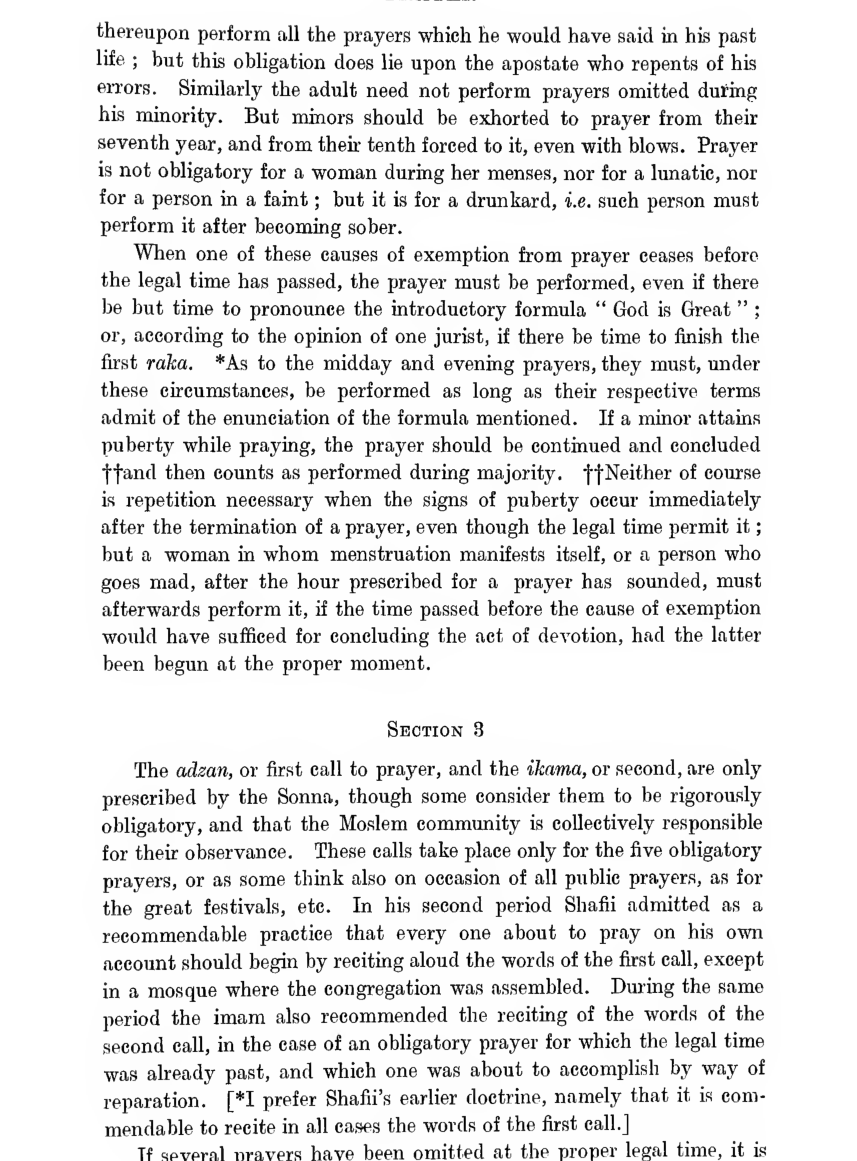 thereupon perform all the prayers which he would have said in his past
life ; but this obligation does lie upon the apostate who repents of his
errors. Similarly the adult need not perform prayers omitted during
his minority. But minors should be exhorted to prayer from their
seventh year, and from their tenth forced to it, even with blows. Prayer
is not obligatory for a woman during her menses, nor for a lunatic, nor
for a person in a faint ; but it is for a drunkard, i.e. such person must
perform it after becoming sober.
When one of these causes of exemption from prayer ceases before
the legal time has passed, the prayer must be performed, even if there
be but time to pronounce the introductory formula “ God is Great ” ;
or, according to the opinion of one jurist, if there be time to finish the
first raka. *As to the midday and evening prayers, they must, under
these circumstances, be performed as long as their respective terms
admit of the enunciation of the formula mentioned. If a minor attains
puberty while praying, the prayer should be continued and concluded
††and then counts as performed during majority. ††Neither of course
is repetition necessary when the signs of puberty occur immediately
after the termination of a prayer, even though the legal time permit it ;
but a woman in whom menstruation manifests itself, or a person who
goes mad, after the hour prescribed for a prayer has sounded, must
afterwards perform it, if the time passed before the cause of exemption
would have sufficed for concluding the act of devotion, had the latter
been begun at the proper moment.
Section 3
The adzan, or first call to prayer, and the ikama, or second, are only
prescribed by the Sonna, though some consider them to be rigorously
obligatory, and that the Moslem community is collectively responsible
for their observance. These calls take place only for the five obligatory
prayers, or as some think also on occasion of all public prayers, as for
the great festivals, etc. In his second period Shafii admitted as a
recommendable practice that every one about to pray on his own
account should begin by reciting aloud the words of the first call, except
in a mosque where the congregation was assembled. During the same
period the imam also recommended the reciting of the words of the
second call, in the case of an obligatory prayer for which the legal time
was already past, and which one was about to accomplish by way of
reparation. [*I prefer Shafii’s earlier doctrine, namely that it is com-
mendable to recite in all cases the words of the first call.]
If several prayers have been omitted at the proper legal time, it is